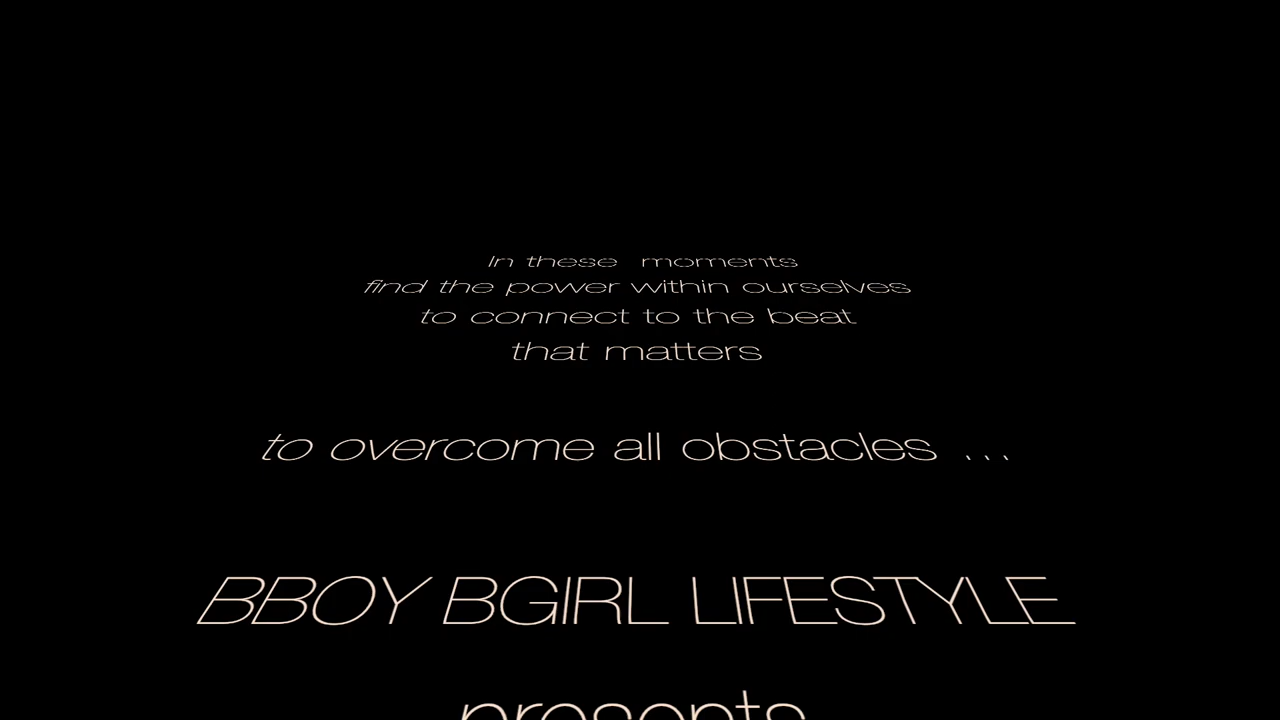 In these moments
find the power within ourselves
to connect to the beat
that matters
to overcome all obstacles ...
BBOY BGIRL LIFESTYLE
presents